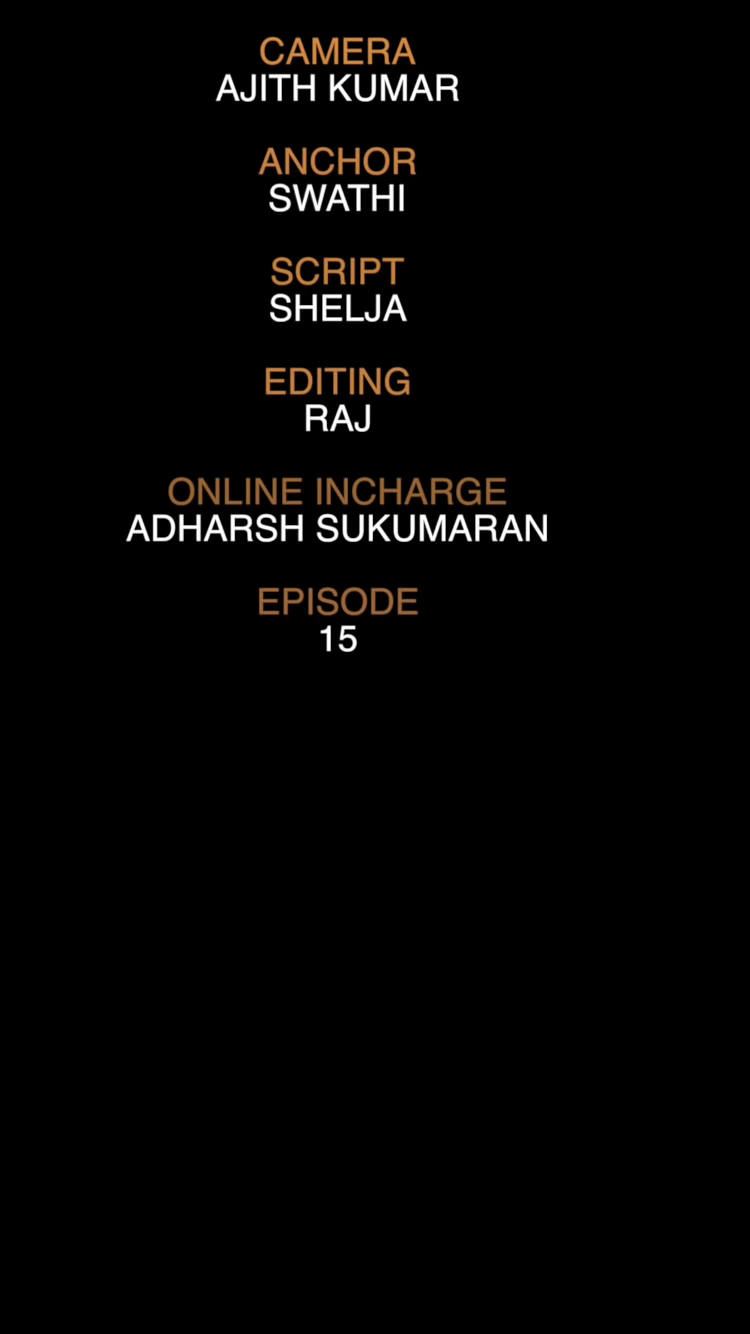 CAMERA
AJITH KUMAR
ANCHOR
SWATHI
SCRIPT
SHELJA
EDITING
RAJ
ONLINE INCHARGE
ADHARSH SUKUMARAN
EPISODE
15